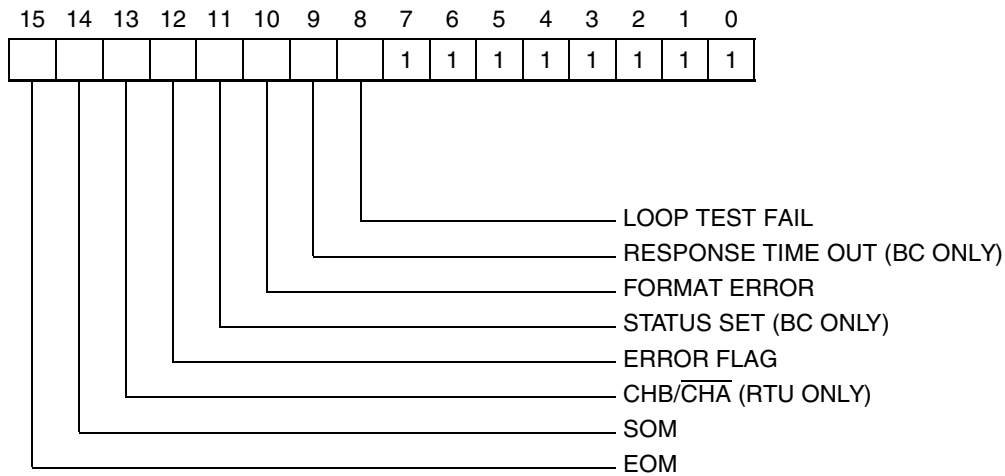 15 14 13 12 11 10 9 8 7 6 5 4 3 2 1 0
1 1 1 1 1 1 1 1
LOOP TEST FAIL
RESPONSE TIME OUT (BC ONLY)
FORMAT ERROR
STATUS SET (BC ONLY)
ERROR FLAG
CHB/C̅H̅A̅ (RTU ONLY)
SOM
EOM